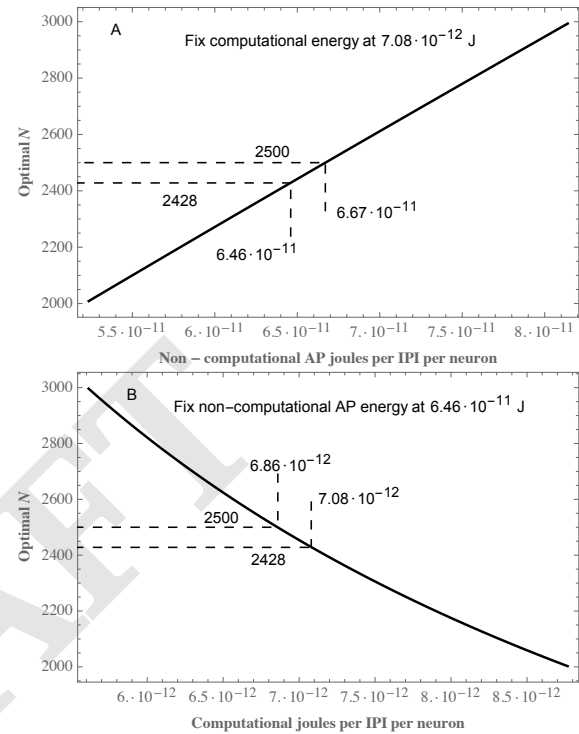 3000
A
Fix computational energy at 7.08·10⁻¹² J
2800
2600
2500
2400
2428
6.67·10⁻¹¹
2200
6.46·10⁻¹¹
2000
Optimal N
5.5·10⁻¹¹ 6.0·10⁻¹¹ 6.5·10⁻¹¹ 7.0·10⁻¹¹ 7.5·10⁻¹¹ 8.0·10⁻¹¹
Non – computational AP joules per IPI per neuron
3000
B
Fix non–computational AP energy at 6.46·10⁻¹¹ J
2800
6.86·10⁻¹²
7.08·10⁻¹²
2600
2500
2400
2428
2200
2000
Optimal N
6.·10⁻¹² 6.5·10⁻¹² 7.·10⁻¹² 7.5·10⁻¹² 8.·10⁻¹² 8.5·10⁻¹²
Computational joules per IPI per neuron
AFT